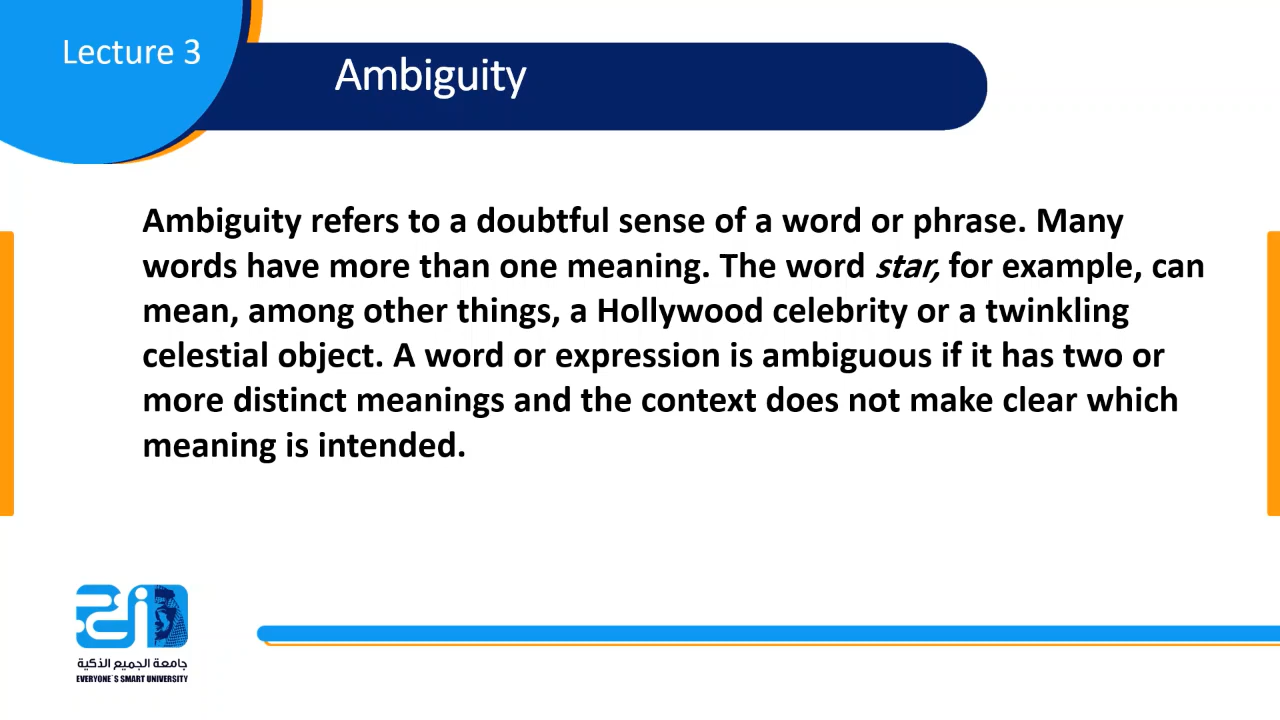 Lecture 3
Ambiguity
Ambiguity refers to a doubtful sense of a word or phrase. Many
words have more than one meaning. The word star, for example, can
mean, among other things, a Hollywood celebrity or a twinkling
celestial object. A word or expression is ambiguous if it has two or
more distinct meanings and the context does not make clear which
meaning is intended.
جامعة الجميع الذكية
EVERYONE`S SMART UNIVERSITY